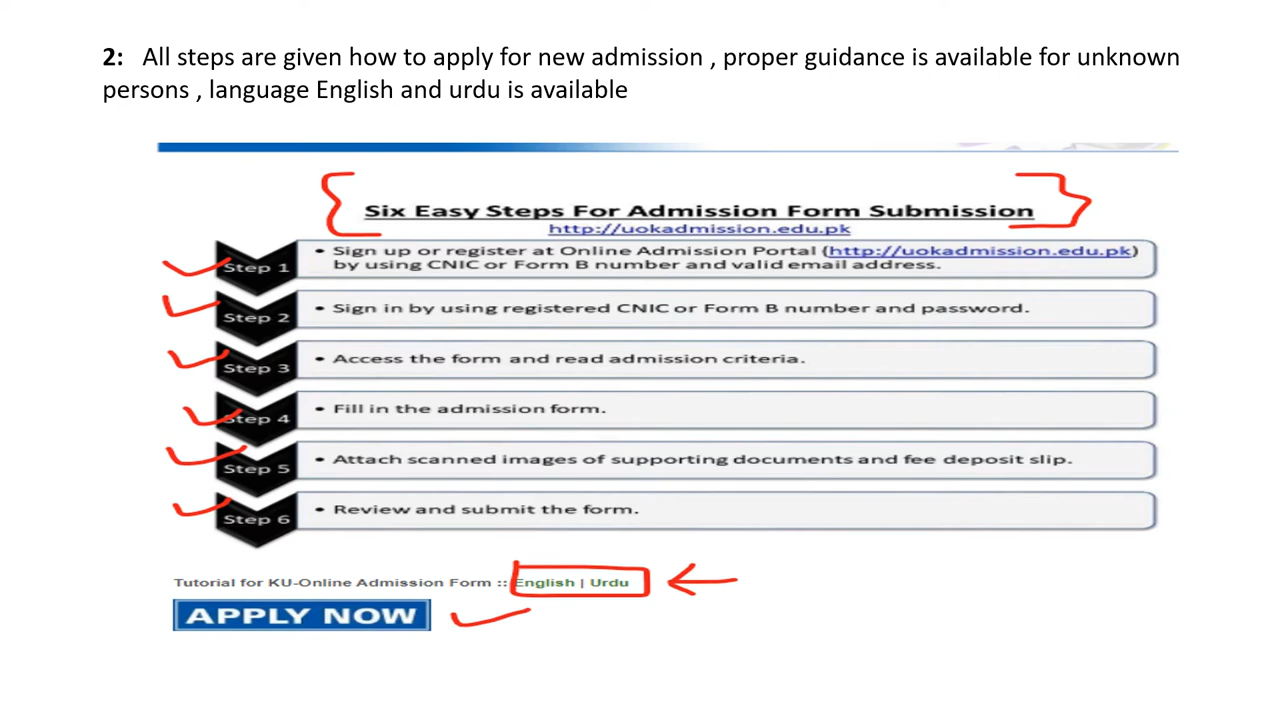 2: All steps are given how to apply for new admission , proper guidance is available for unknown
persons , language English and urdu is available
Six Easy Steps For Admission Form Submission
http://uokadmission.edu.pk
Step 1
• Sign up or register at Online Admission Portal (http://uokadmission.edu.pk)
by using CNIC or Form B number and valid email address.
Step 2
• Sign in by using registered CNIC or Form B number and password.
Step 3
• Access the form and read admission criteria.
Step 4
• Fill in the admission form.
Step 5
• Attach scanned images of supporting documents and fee deposit slip.
Step 6
• Review and submit the form.
Tutorial for KU-Online Admission Form :: English | Urdu
APPLY NOW